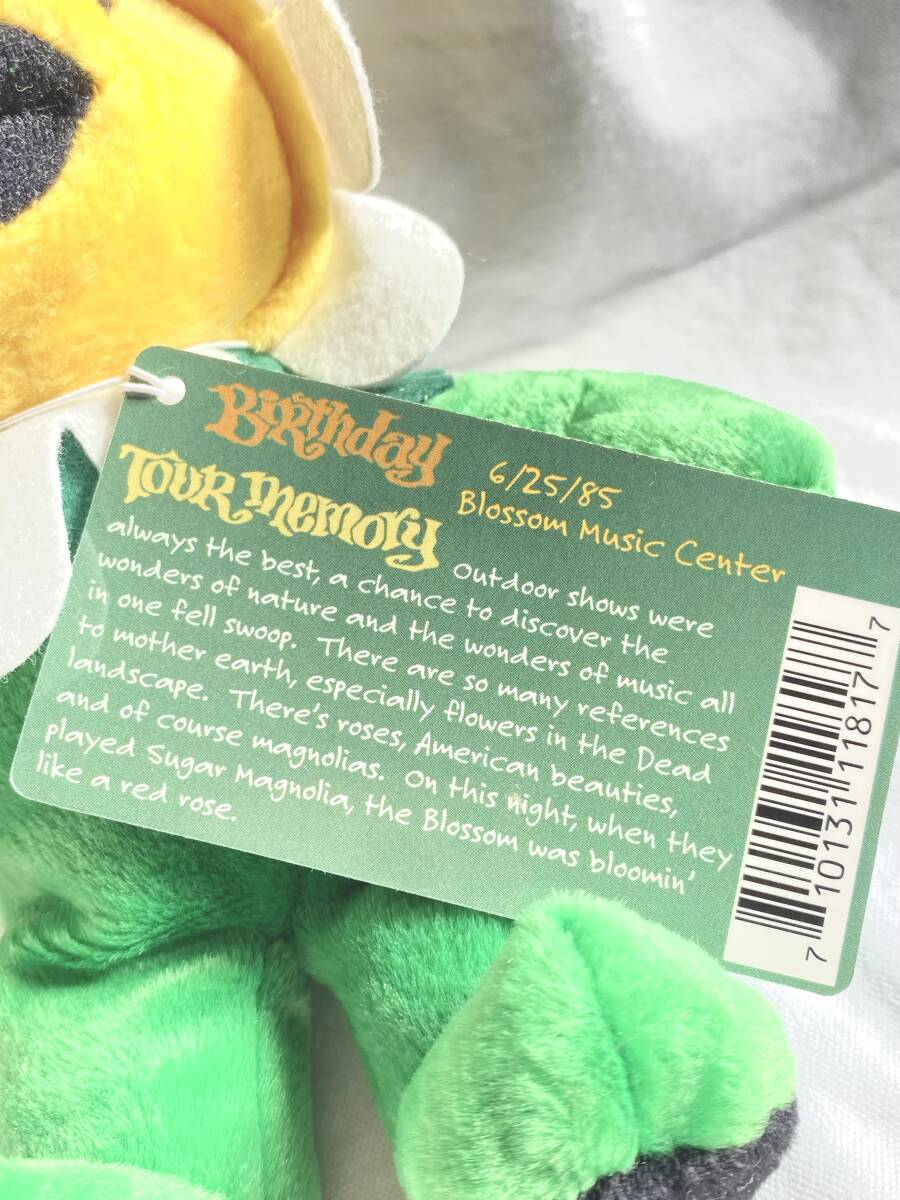 Birthday
6/25/85
Tour Memory
Blossom Music Center
Outdoor shows were
always the best, a chance to discover the
wonders of nature and the wonders of music all
in one fell swoop. There are so many references
to mother earth, especially flowers in the Dead
landscape. There's roses, American beauties,
and of course magnolias. On this night, when they
played Sugar Magnolia, the Blossom was bloomin'
like a red rose.
7 10131 11817 7